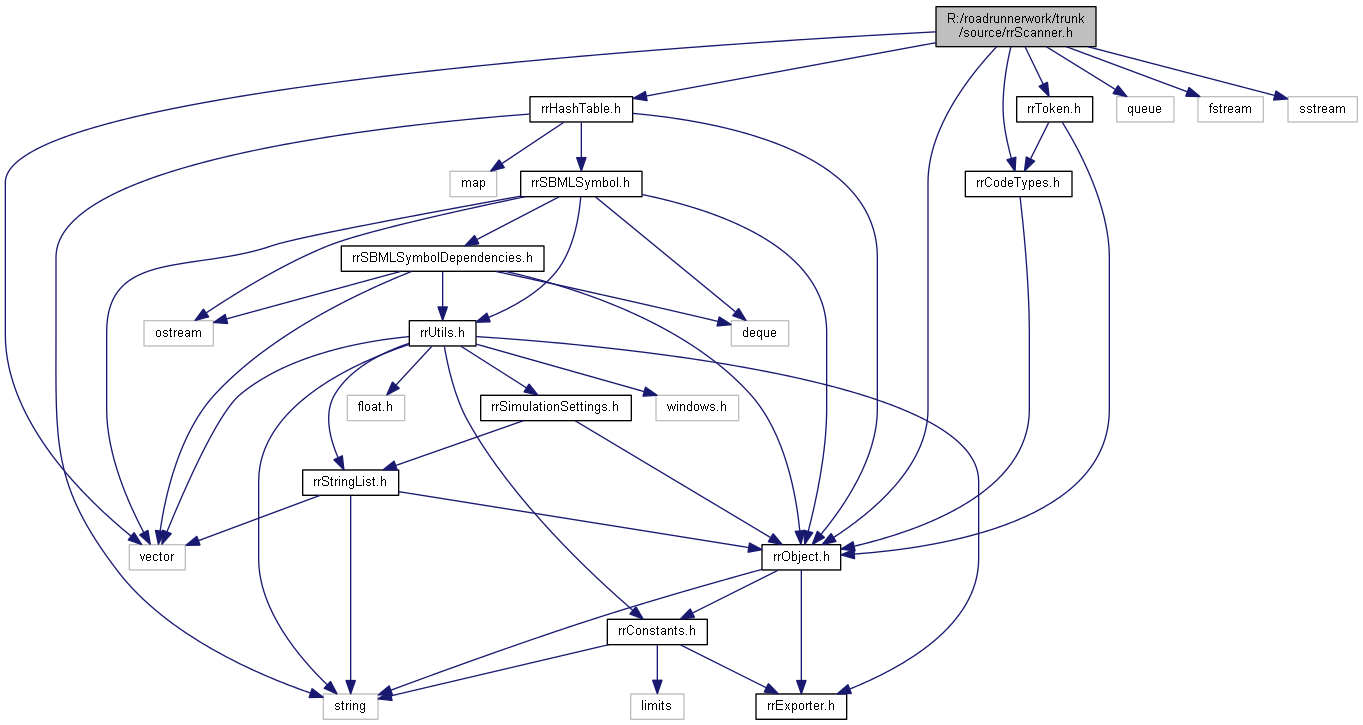 R:/roadrunnerwork/trunk
/source/rrScanner.h
rrHashTable.h
rrToken.h
queue
fstream
sstream
map
rrSBMLSymbol.h
rrCodeTypes.h
rrSBMLSymbolDependencies.h
ostream
rrUtils.h
deque
float.h
rrSimulationSettings.h
windows.h
rrStringList.h
vector
rrObject.h
rrConstants.h
string
limits
rrExporter.h